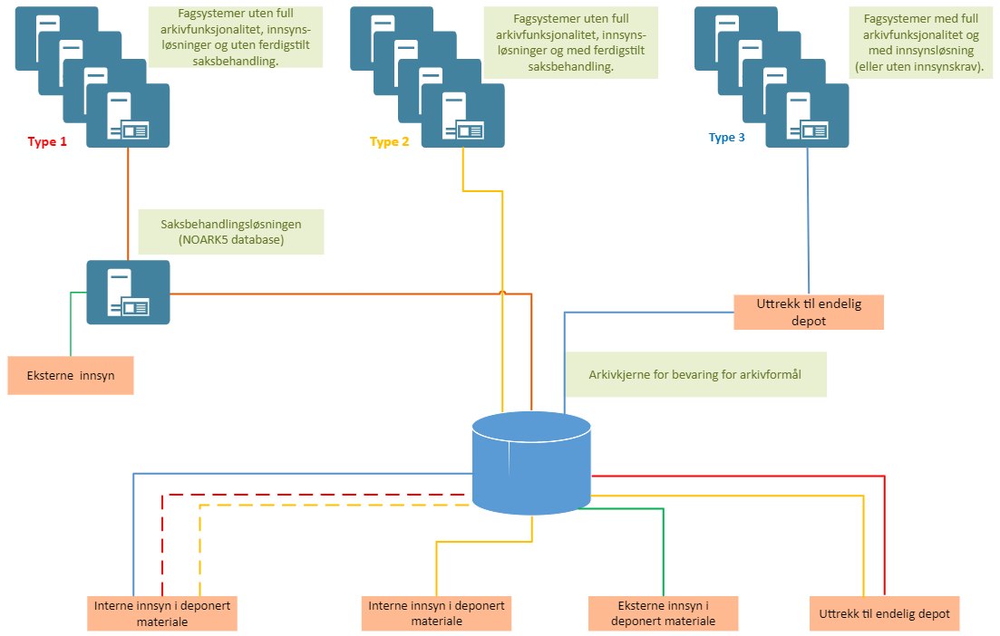 Fagsystemer uten full
arkivfunksjonalitet, innsyns-
løsninger og uten ferdigstilt
saksbehandling.
Type 1
Fagsystemer uten full
arkivfunksjonalitet, innsyns-
løsninger og med ferdigstilt
saksbehandling.
Type 2
Fagsystemer med full
arkivfunksjonalitet og
med innsynsløsning
(eller uten innsynskrav).
Type 3
Saksbehandlingsløsningen
(NOARK5 database)
Eksterne innsyn
Uttrekk til endelig
depot
Arkivkjerne for bevaring for arkivformål
Interne innsyn i deponert
materiale
Interne innsyn i deponert
materiale
Eksterne innsyn i
deponert materiale
Uttrekk til endelig depot